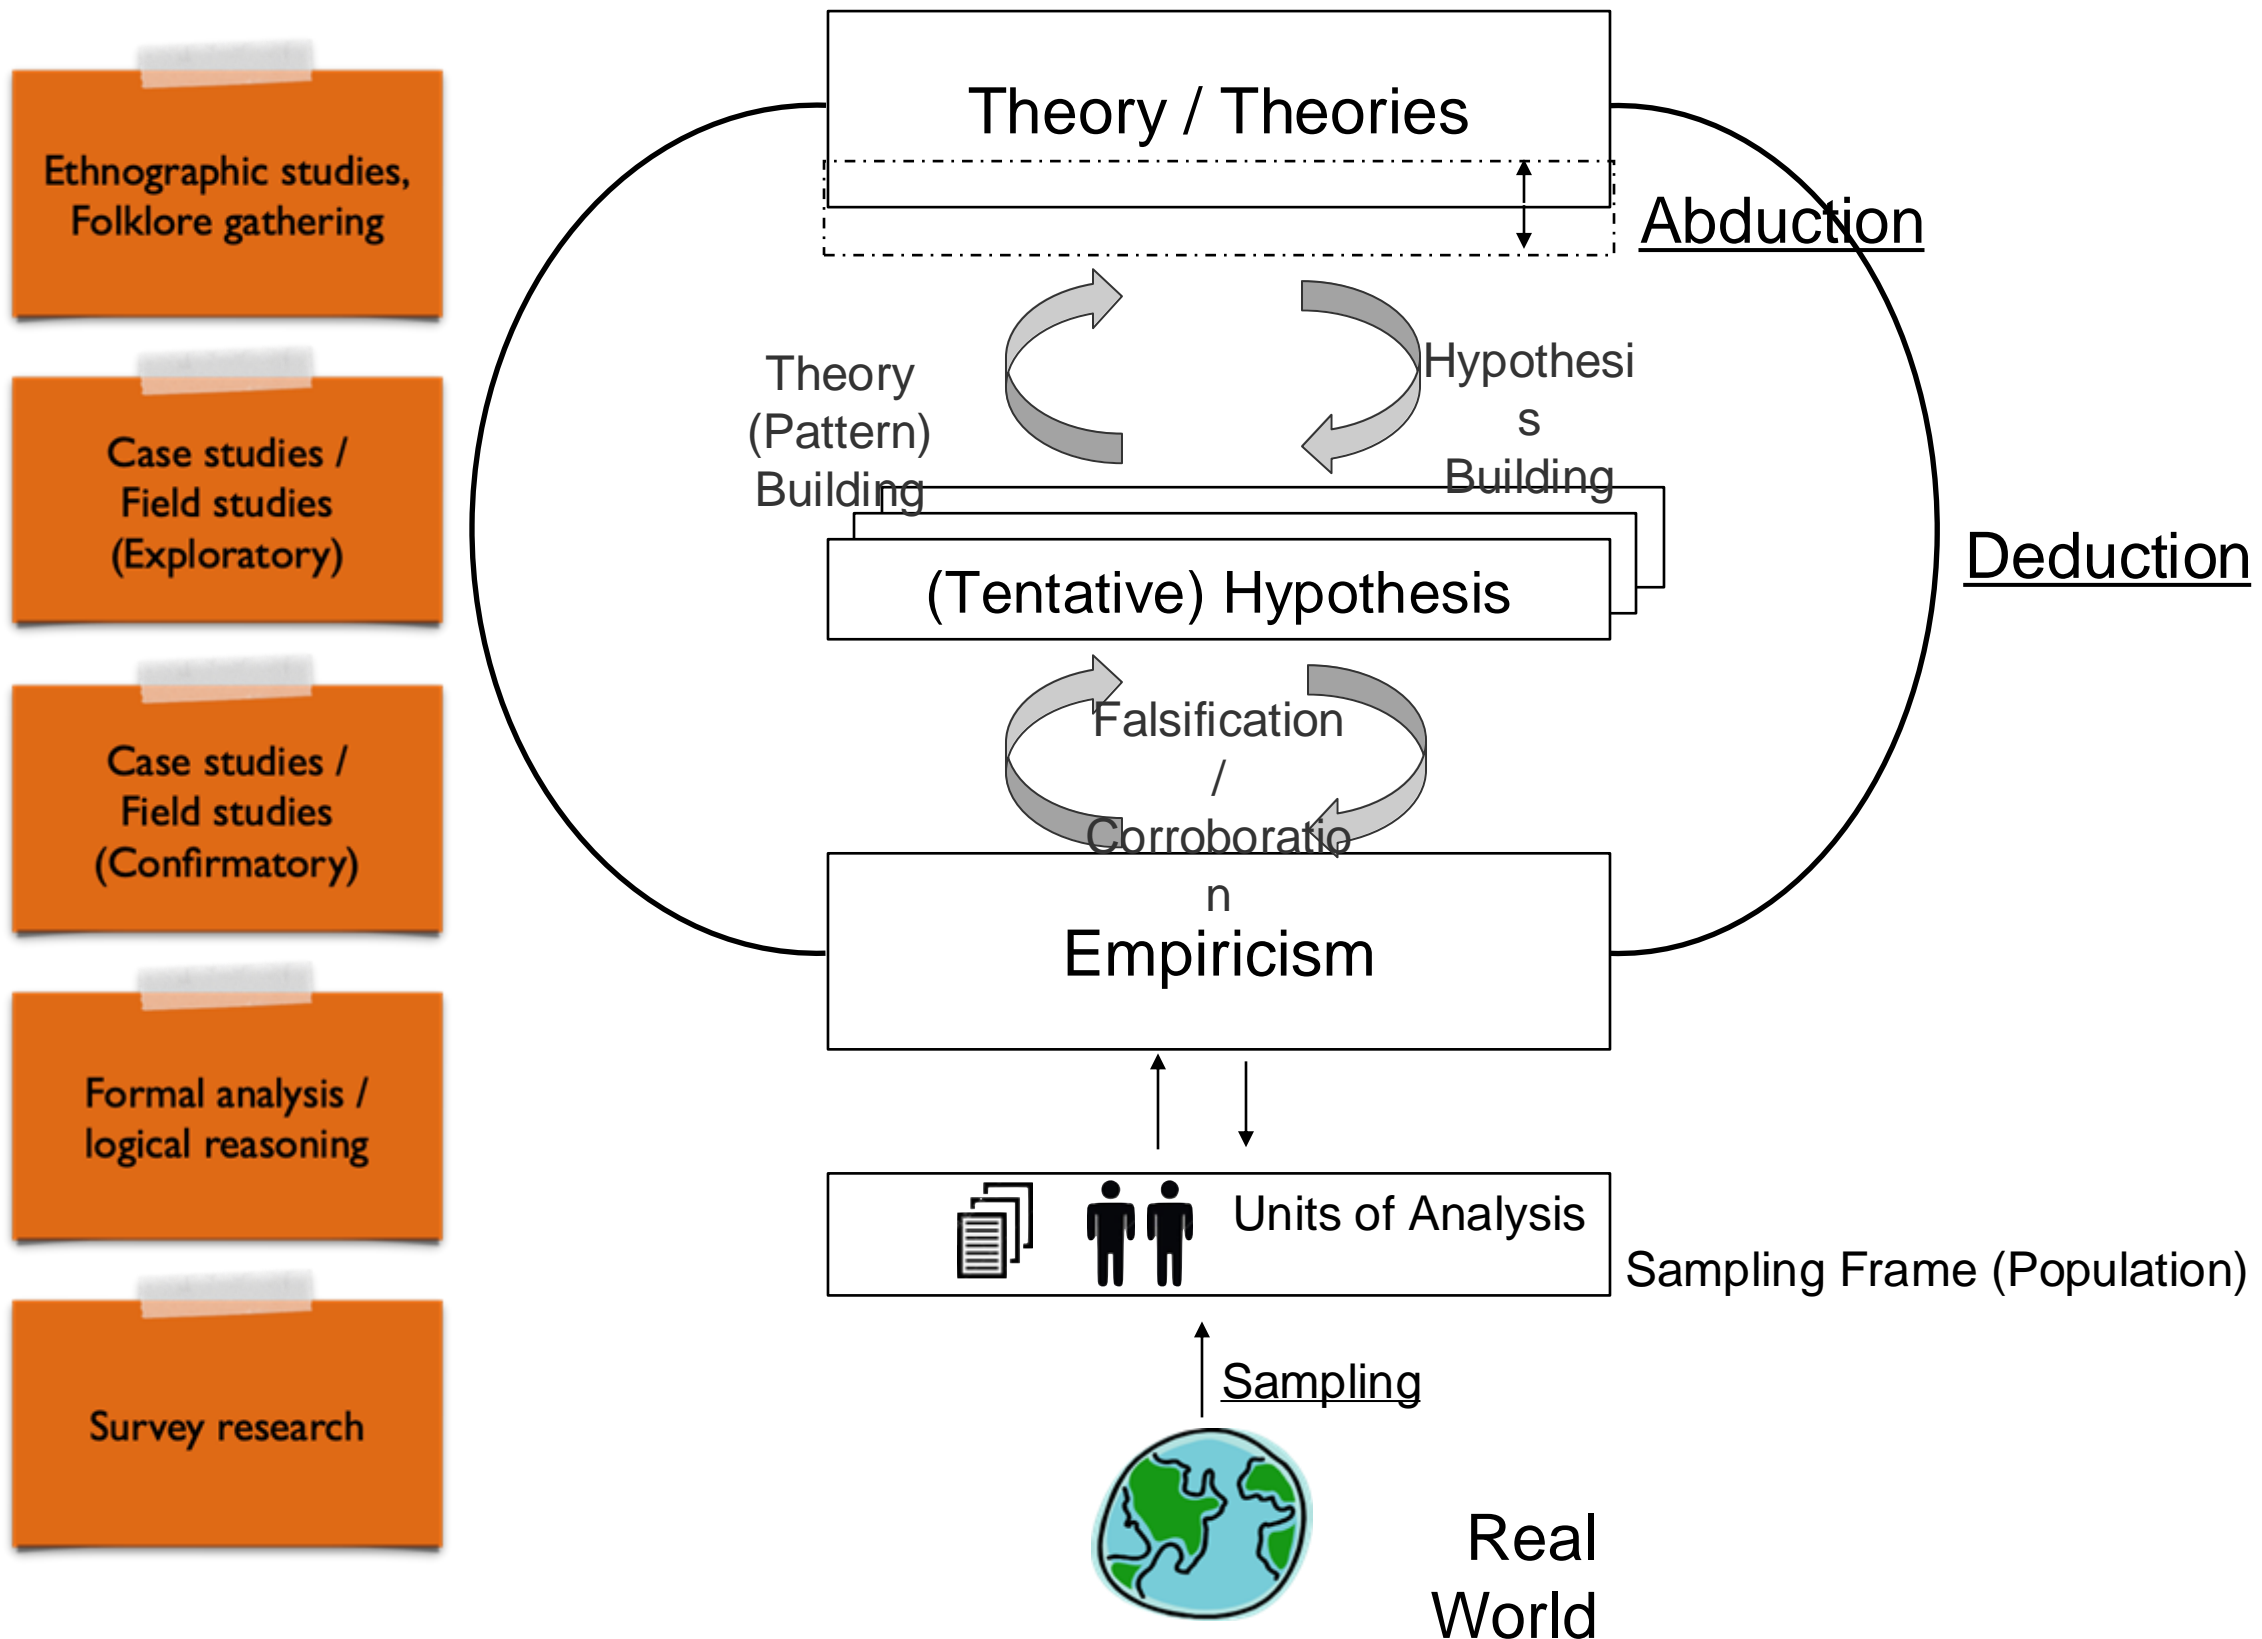 Ethnographic studies,
Folklore gathering
Case studies /
Field studies
(Exploratory)
Case studies /
Field studies
(Confirmatory)
Formal analysis /
logical reasoning
Survey research
Theory / Theories
Abduction
Theory
(Pattern)
Building
Hypothesi
s
Building
Deduction
(Tentative) Hypothesis
Falsification
/
Corroboratio
n
Empiricism
Units of Analysis
Sampling Frame (Population)
Sampling
Real
World